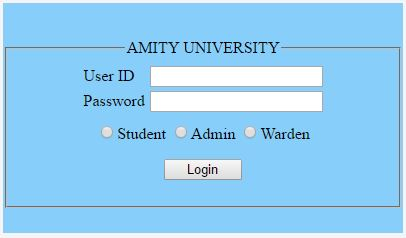 AMITY UNIVERSITY
User ID
Password
Student Admin Warden
Login